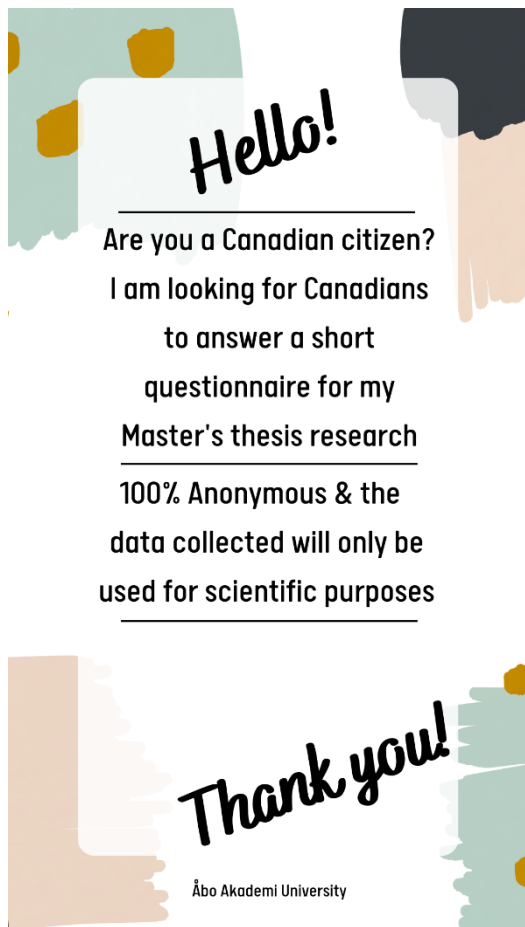 Hello!
Are you a Canadian citizen?
I am looking for Canadians
to answer a short
questionnaire for my
Master's thesis research
100% Anonymous & the
data collected will only be
used for scientific purposes
Thank you!
Åbo Akademi University